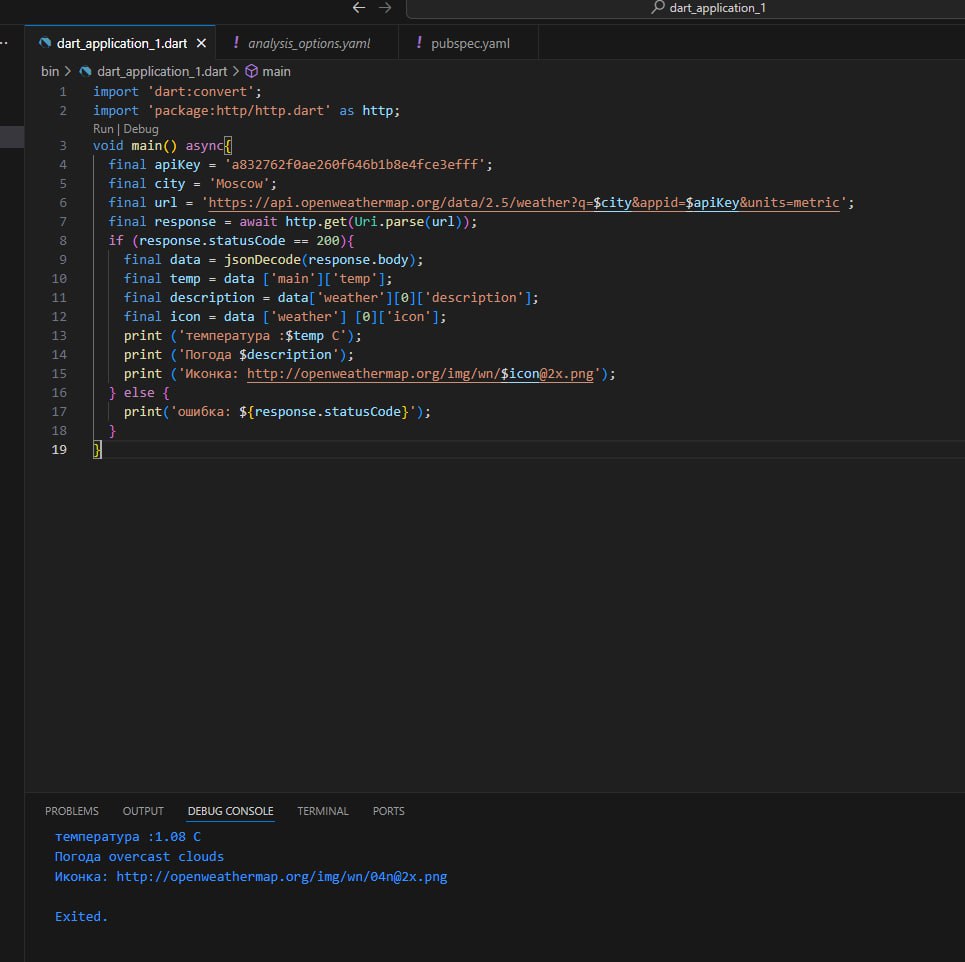 dart_application_1
dart_application_1.dart
! analysis_options.yaml
! pubspec.yaml
bin > dart_application_1.dart > main
1 import 'dart:convert';
2 import 'package:http/http.dart' as http;
Run | Debug
3 void main() async{
4 final apiKey = 'a832762f0ae260f646b1b8e4fce3efff';
5 final city = 'Moscow';
6 final url = 'https://api.openweathermap.org/data/2.5/weather?q=$city&appid=$apiKey&units=metric';
7 final response = await http.get(Uri.parse(url));
8 if (response.statusCode == 200){
9 final data = jsonDecode(response.body);
10 final temp = data ['main']['temp'];
11 final description = data['weather'][0]['description'];
12 final icon = data ['weather'] [0]['icon'];
13 print ('температура :$temp C');
14 print ('Погода $description');
15 print ('Иконка: http://openweathermap.org/img/wn/$icon@2x.png');
16 } else {
17 print('ошибка: ${response.statusCode}');
18 }
19 }
PROBLEMS OUTPUT DEBUG CONSOLE TERMINAL PORTS
температура :1.08 C
Погода overcast clouds
Иконка: http://openweathermap.org/img/wn/04n@2x.png
Exited.